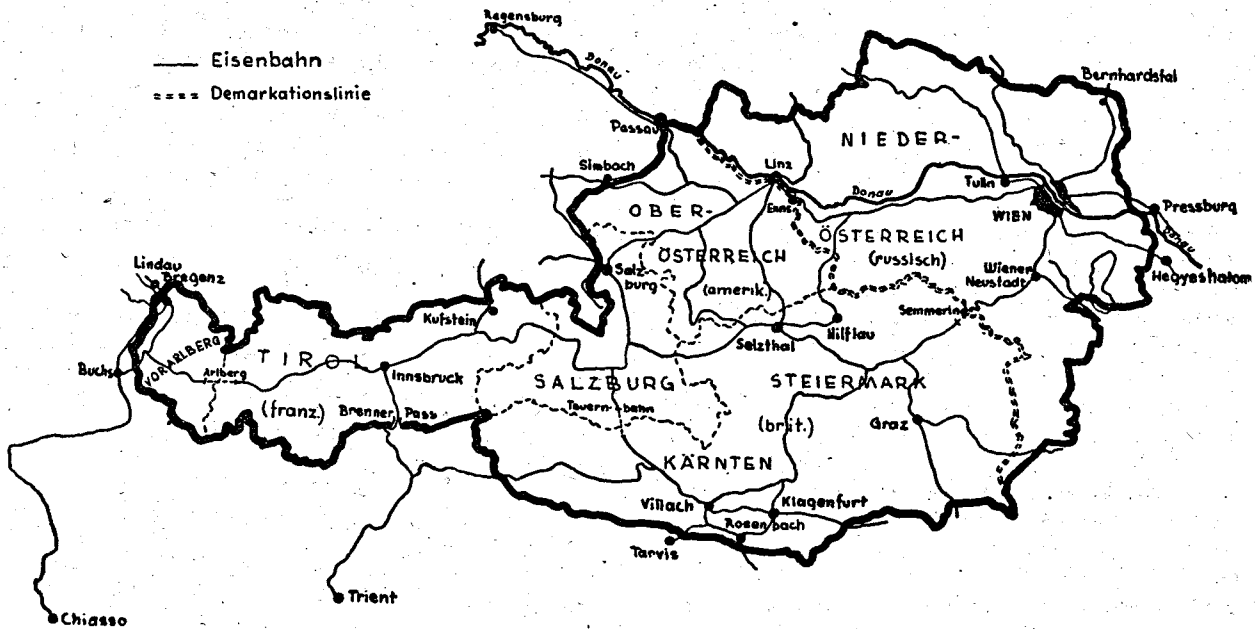 Regensburg
Donau
Eisenbahn
Demarkationslinie
Bernhardstal
Passau
NIEDER-
Simbach
Linz
Donau
Tulln
OBER-
Enns
WIEN
Pressburg
Donau
ÖSTERREICH
(russisch)
ÖSTERREICH
(amerik.)
Salz
burg
Hegyeshalom
Wiener
Neustadt
Lindau
Bregenz
Kufstein
Semmering
Selzthal
Hilflau
VORARLBERG
TIROL
Buchs
Arlberg
Innsbruck
SALZBURG
STEIERMARK
(franz.)
Brenner Pass
Tauern-bahn
(brit.)
Graz
KÄRNTEN
Villach
Klagenfurt
Rosenbach
Tarvis
Trient
Chiasso